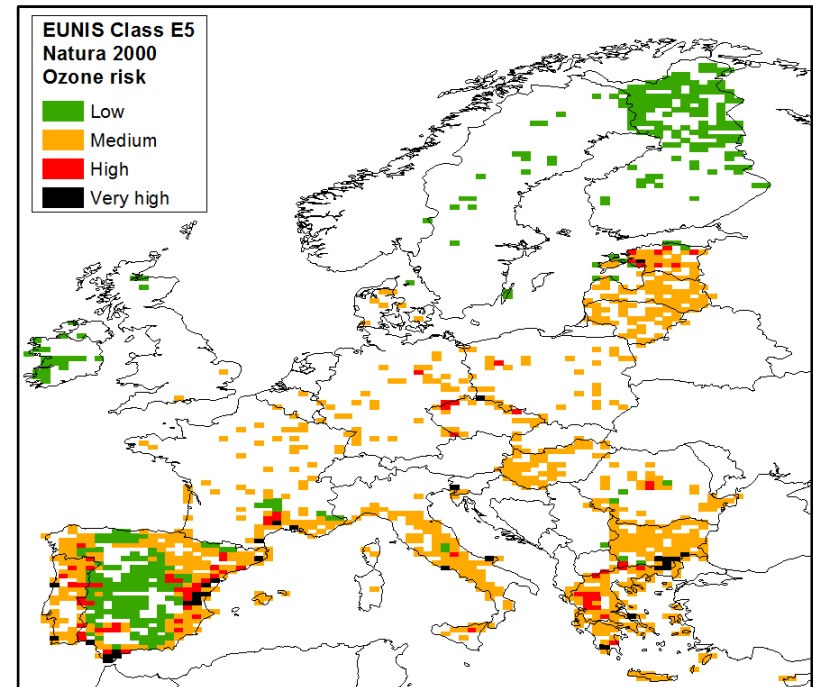 EUNIS Class E5
Natura 2000
Ozone risk
Low
Medium
High
Very high